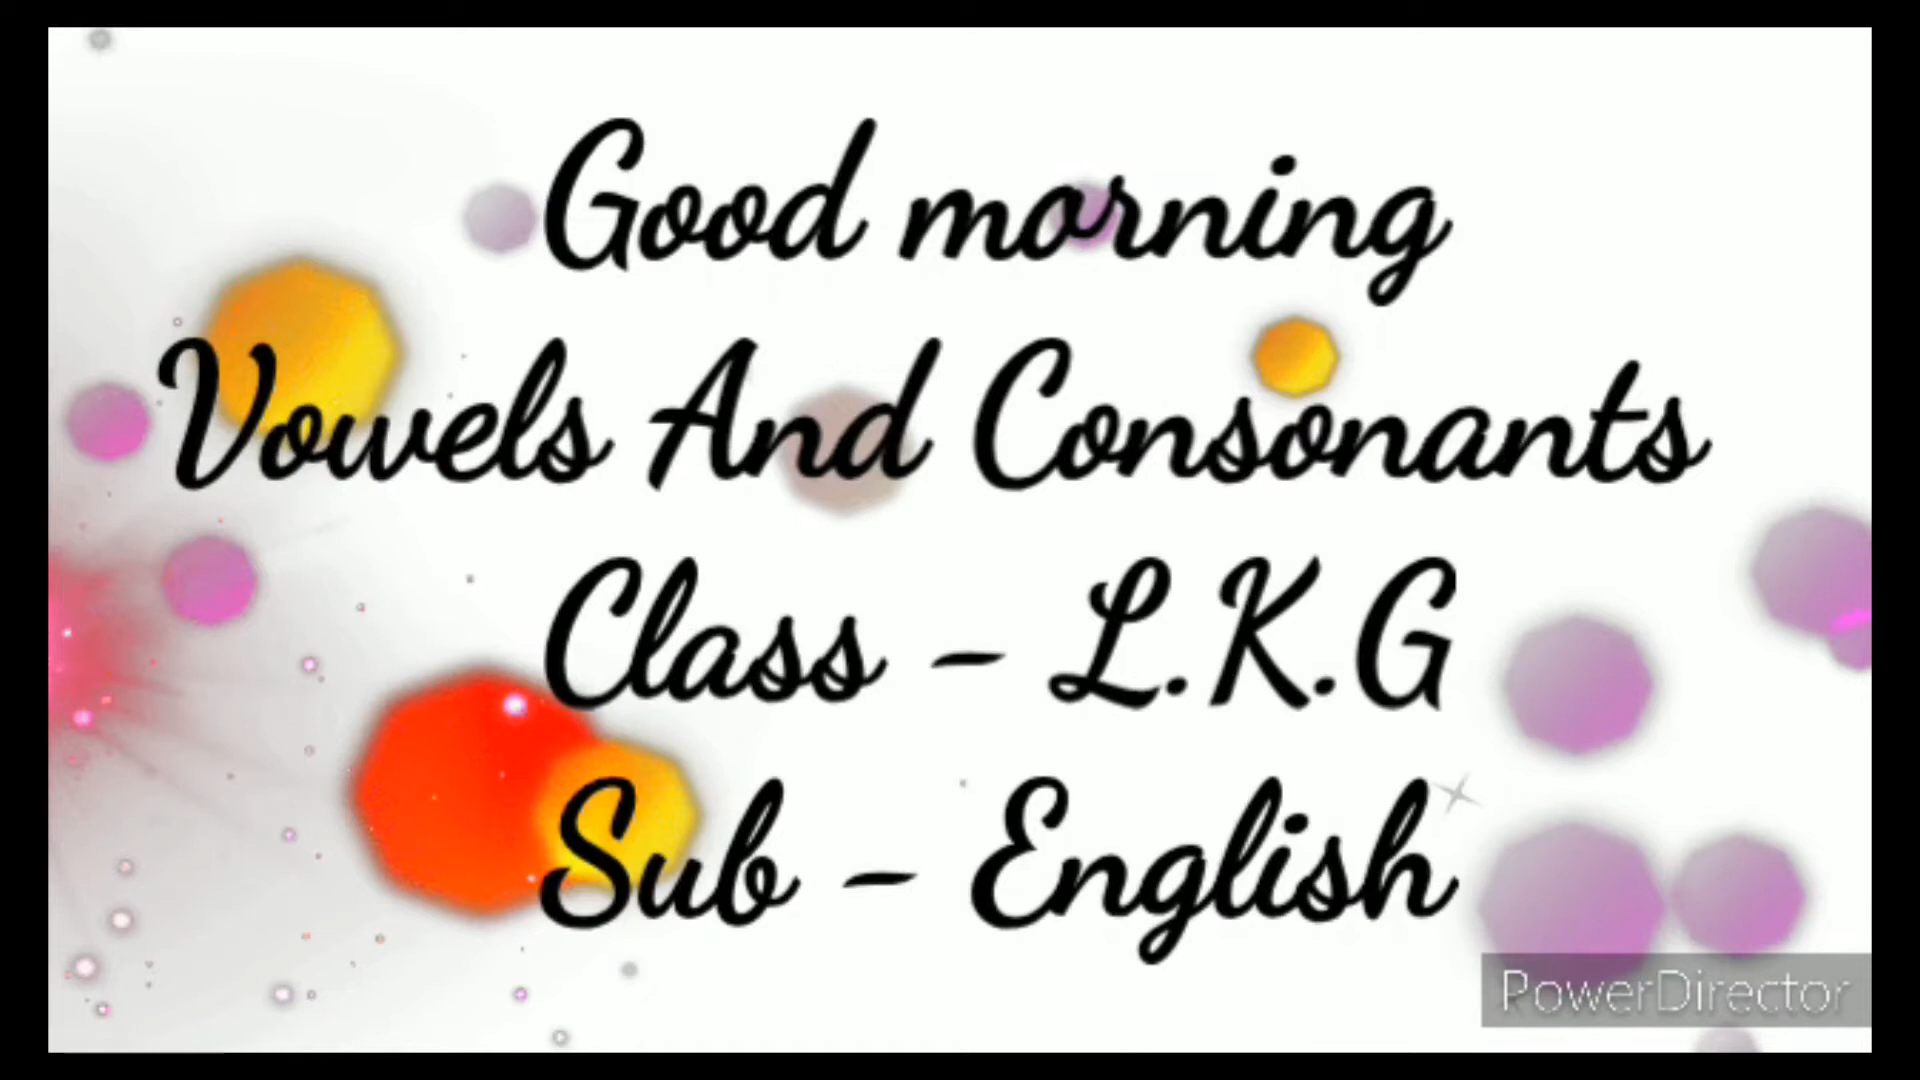 Good morning
Vowels And Consonants
Class - L.K.G
Sub - English
PowerDirector